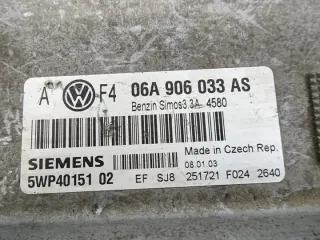 A F4 06A 906 033 AS
Benzin Simos3.3A 4580
SIEMENS
Made in Czech Rep.
08.01.03
5WP40151 02 EF SJ8 251721 F024 2640